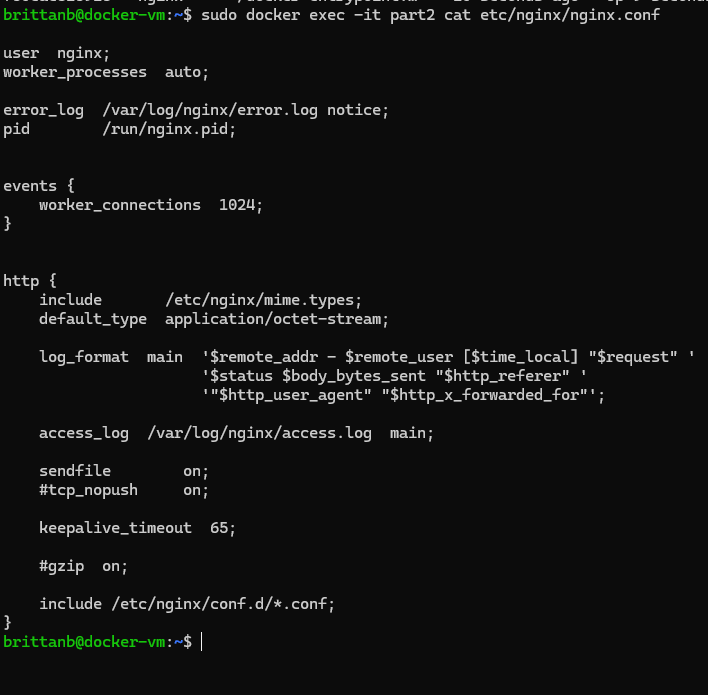 brittanb@docker-vm:~$ sudo docker exec -it part2 cat etc/nginx/nginx.conf
user  nginx;
worker_processes  auto;
error_log  /var/log/nginx/error.log notice;
pid        /run/nginx.pid;
events {
    worker_connections  1024;
}
http {
    include       /etc/nginx/mime.types;
    default_type  application/octet-stream;
    log_format  main  '$remote_addr - $remote_user [$time_local] "$request" '
                      '$status $body_bytes_sent "$http_referer" '
                      '"$http_user_agent" "$http_x_forwarded_for"';
    access_log  /var/log/nginx/access.log  main;
    sendfile        on;
    #tcp_nopush     on;
    keepalive_timeout  65;
    #gzip  on;
    include /etc/nginx/conf.d/*.conf;
}
brittanb@docker-vm:~$